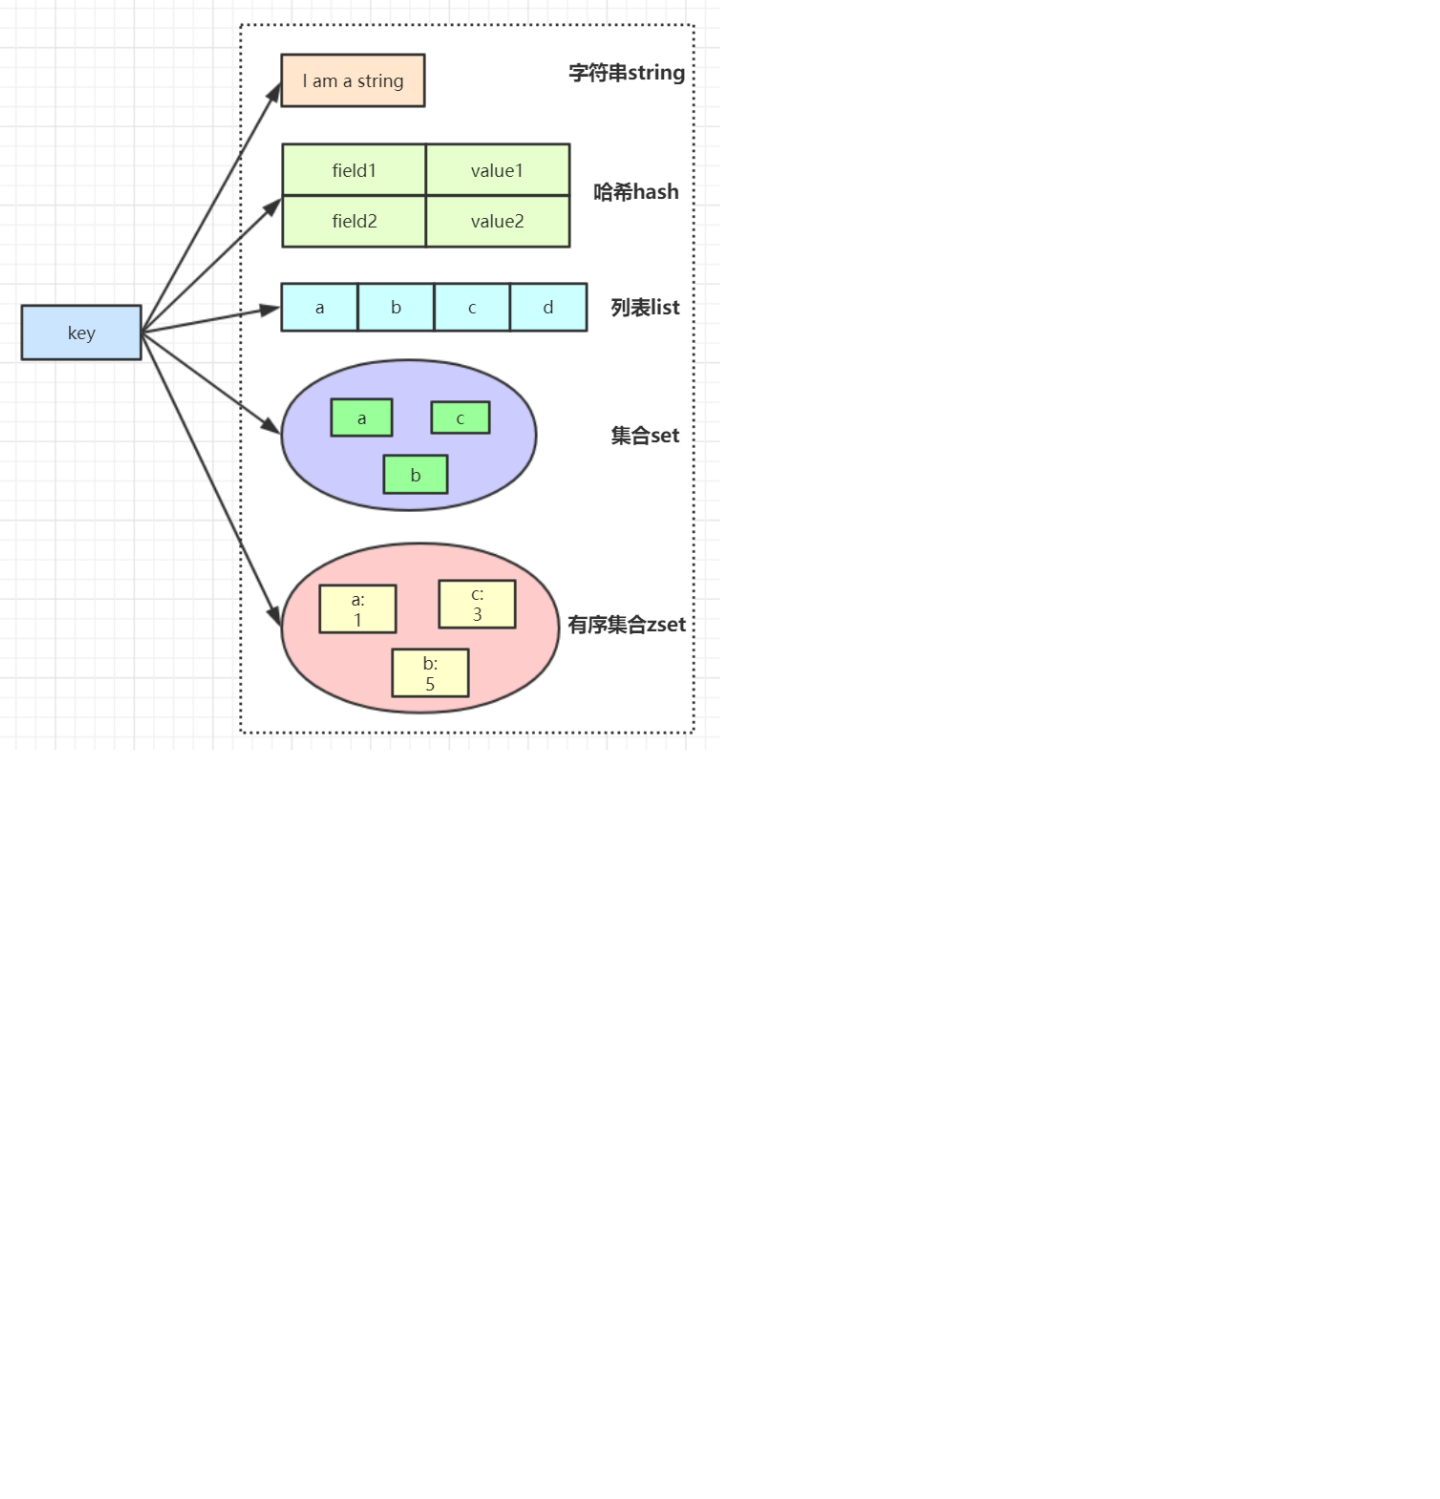 I am a string
字符串string
field1
value1
哈希hash
field2
value2
key
a
b
c
d
列表list
a
c
b
集合set
a:
1
c:
3
b:
5
有序集合zset